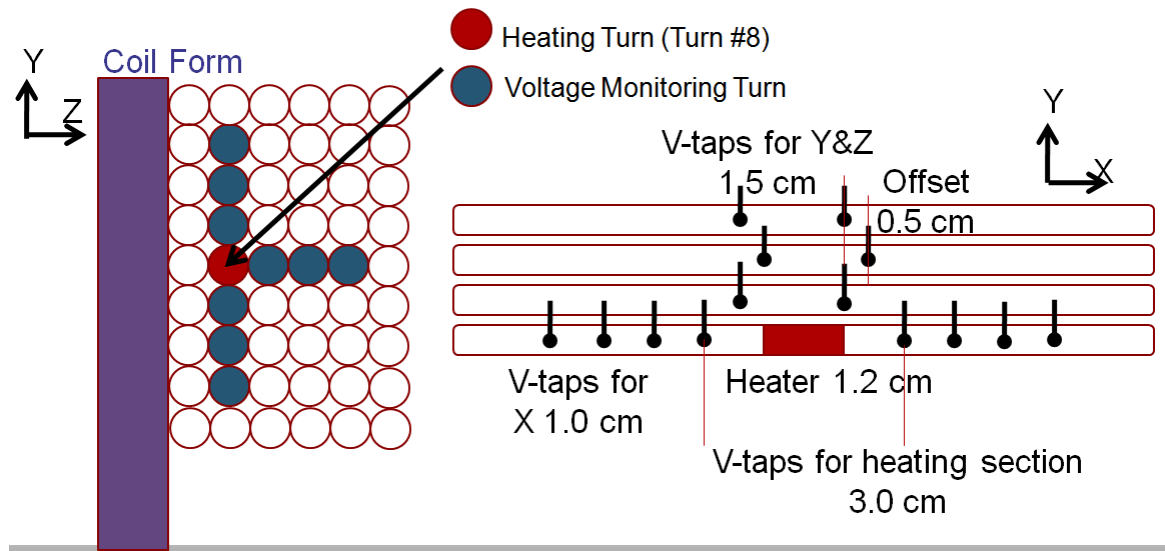 Heating Turn (Turn #8)
Voltage Monitoring Turn
Coil Form
Y
Z
V-taps for Y&Z
1.5 cm
Offset
0.5 cm
Y
X
V-taps for
X 1.0 cm
Heater 1.2 cm
V-taps for heating section
3.0 cm